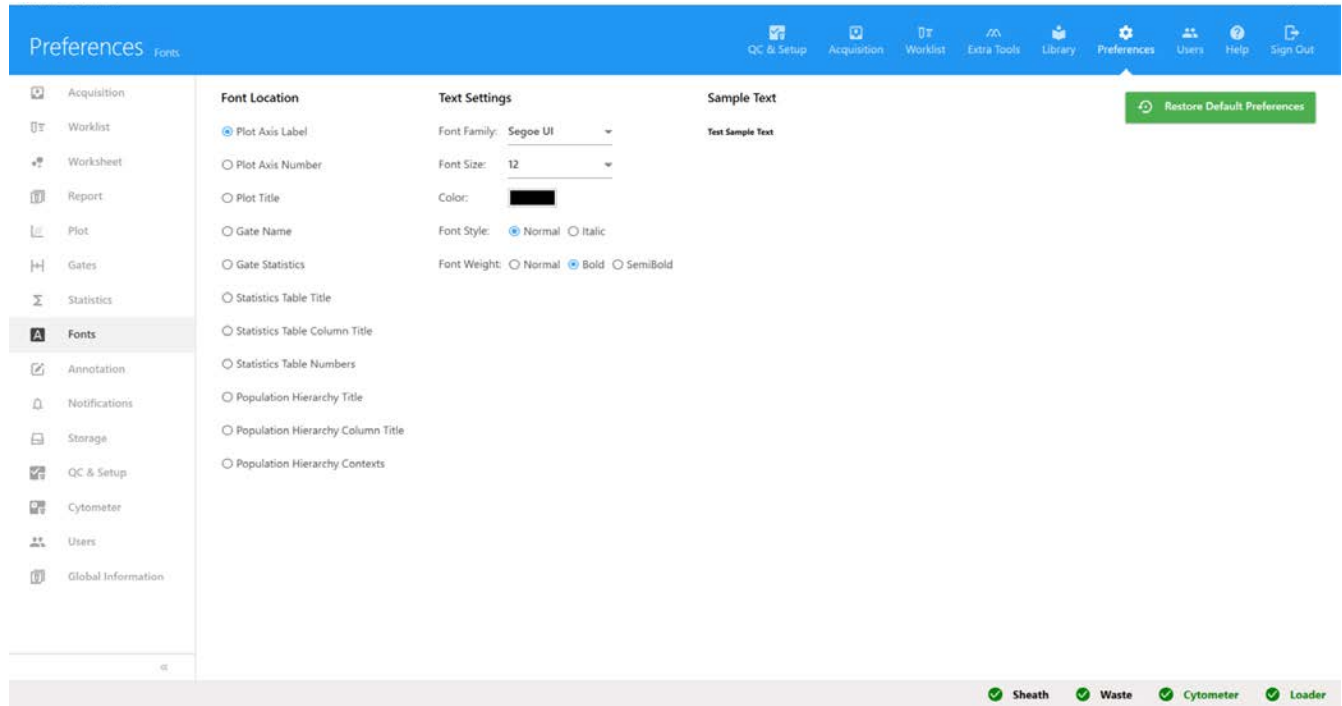 Preferences Fonts
QC & Setup Acquisition Worklist Extra Tools Library Preferences Users Help Sign Out
Acquisition
Worklist
Worksheet
Report
Plot
Gates
Statistics
Fonts
Annotation
Notifications
Storage
QC & Setup
Cytometer
Users
Global Information
Font Location
Plot Axis Label
Plot Axis Number
Plot Title
Gate Name
Gate Statistics
Statistics Table Title
Statistics Table Column Title
Statistics Table Numbers
Population Hierarchy Title
Population Hierarchy Column Title
Population Hierarchy Contexts
Text Settings
Font Family: Segoe UI
Font Size: 12
Color:
Font Style: Normal Italic
Font Weight: Normal Bold SemiBold
Sample Text
Test Sample Text
Restore Default Preferences
Sheath Waste Cytometer Loader